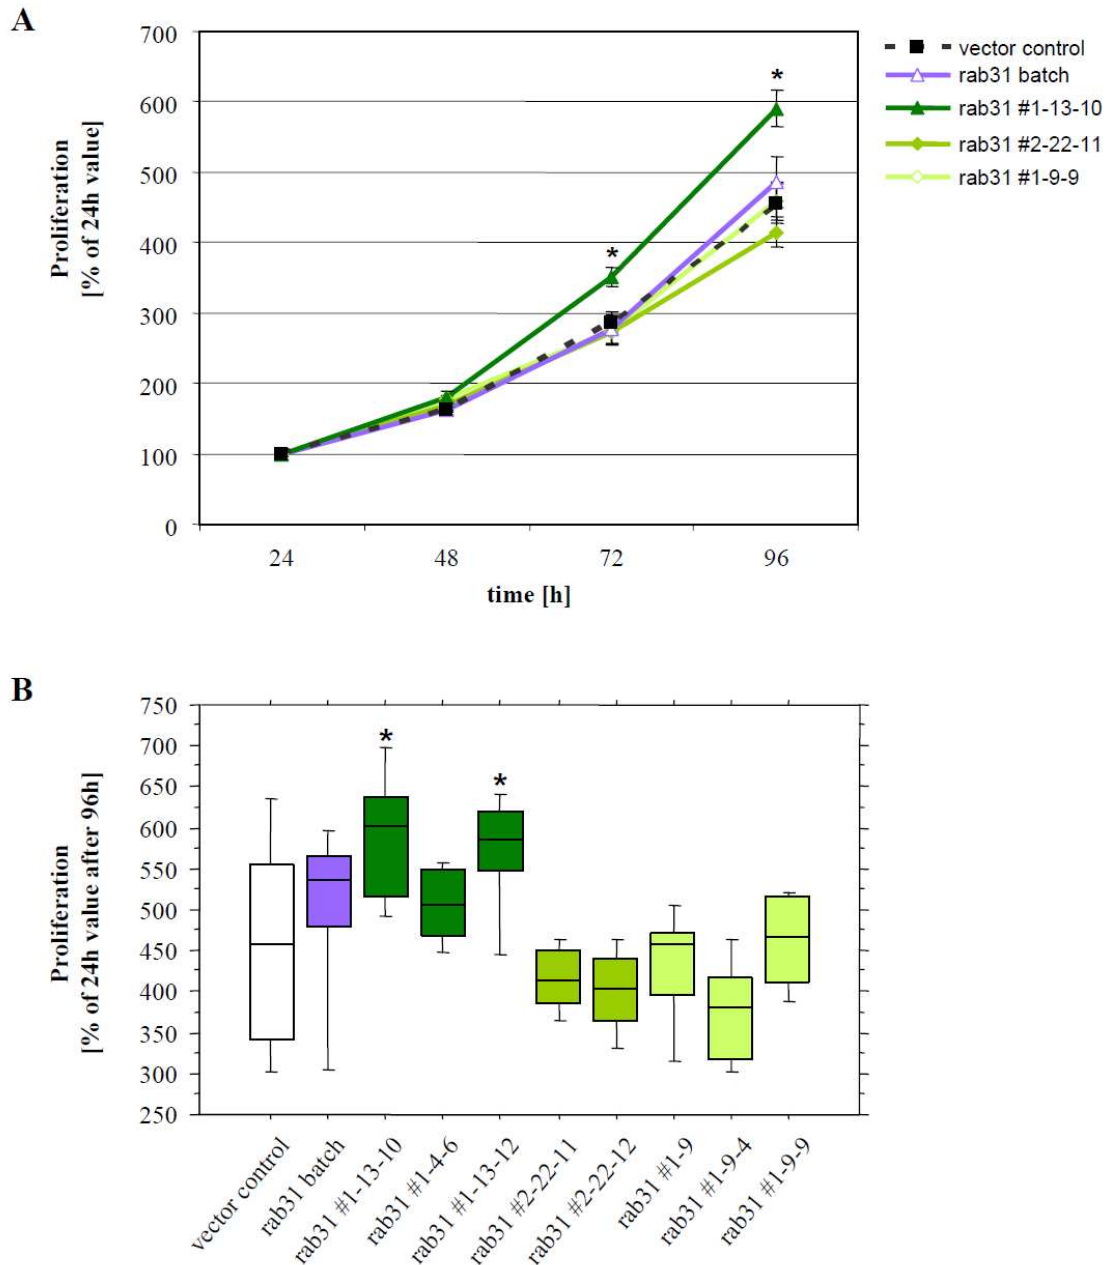 A
Proliferation
[% of 24h value]
700
600
500
400
300
200
100
0
24 48 72 96
time [h]
*
*
vector control
rab31 batch
rab31 #1-13-10
rab31 #2-22-11
rab31 #1-9-9
B
Proliferation
[% of 24h value after 96h]
750
700
650
600
550
500
450
400
350
300
250
*
*
vector control
rab31 batch
rab31 #1-13-10
rab31 #1-4-6
rab31 #1-13-12
rab31 #2-22-11
rab31 #2-22-12
rab31 #1-9
rab31 #1-9-4
rab31 #1-9-9